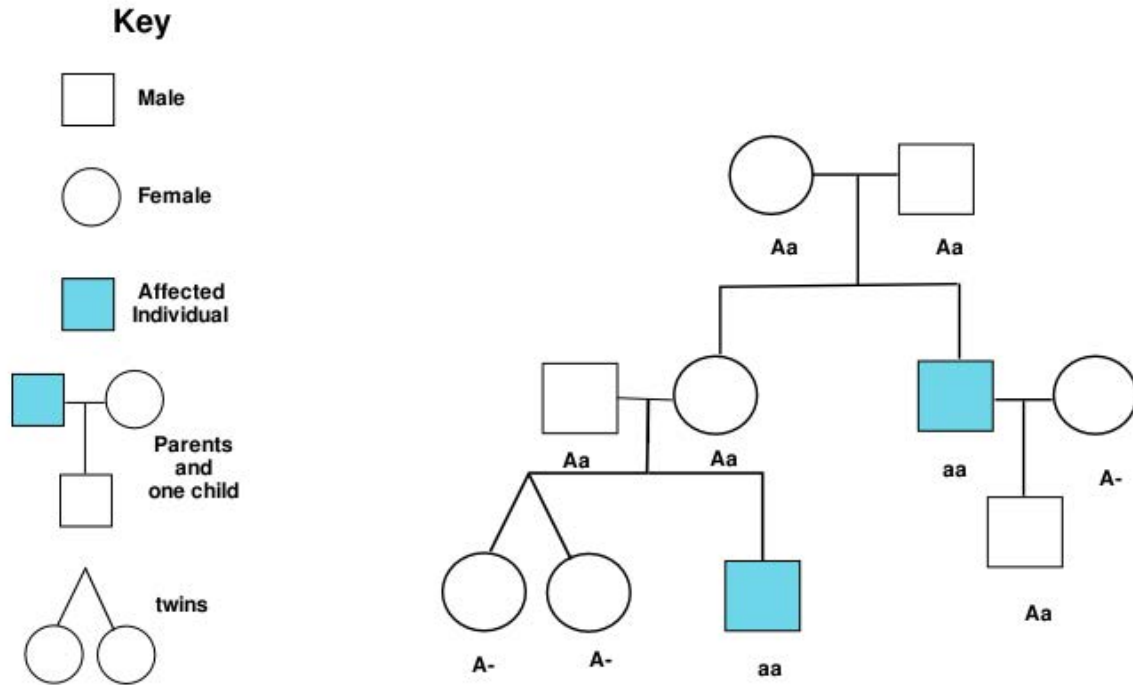 Key
Male
Female
Affected
Individual
Parents
and
one child
twins
Aa
Aa
Aa
Aa
aa
A-
A-
A-
aa
Aa